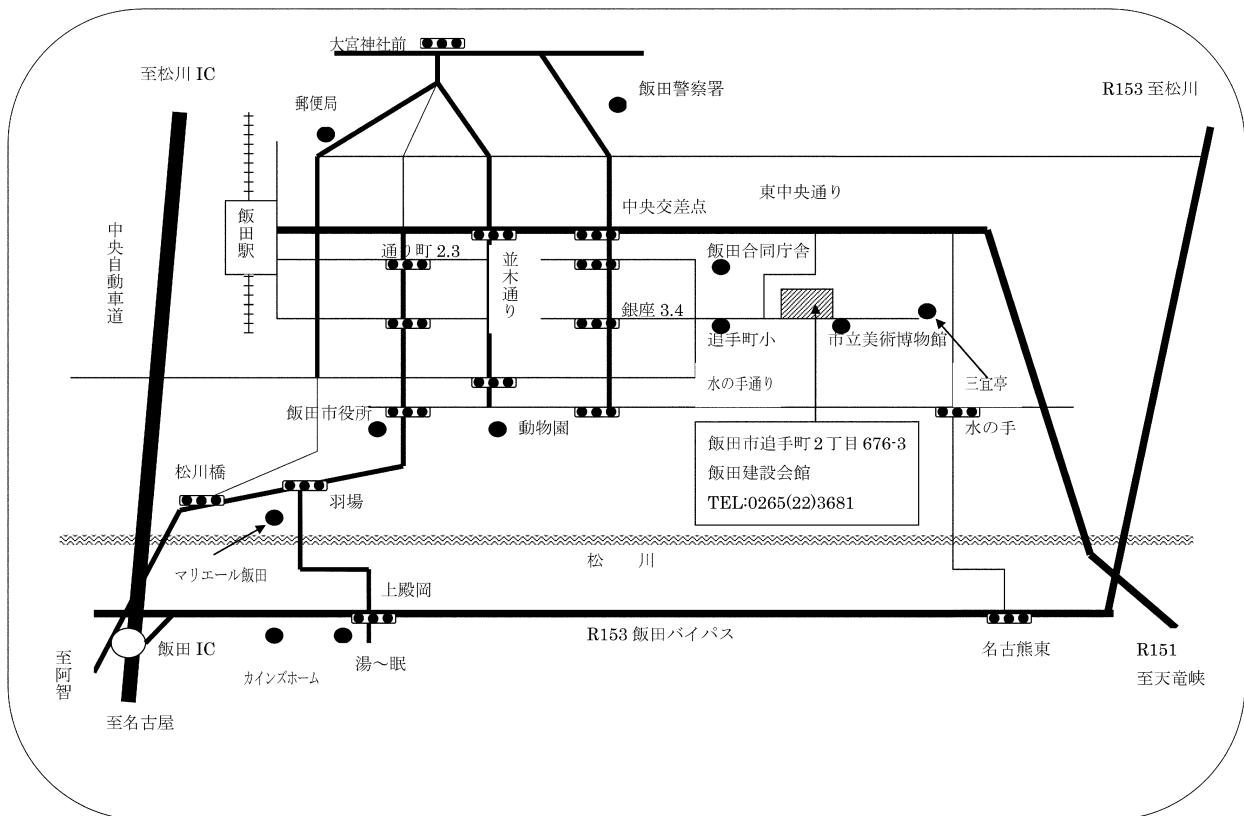 大宮神社前
至松川 IC
飯田警察署
R153 至松川
郵便局
東中央通り
中央交差点
飯田駅
中央自動車道
通り町 2.3
並木通り
飯田合同庁舎
銀座 3.4
追手町小
市立美術博物館
水の手通り
三宜亭
飯田市役所
動物園
水の手
飯田市追手町２丁目 676-3
飯田建設会館
TEL:0265(22)3681
松川橋
羽場
松　川
マリエール飯田
上殿岡
R153 飯田バイパス
飯田 IC
湯～眠
カインズホーム
名古熊東
R151
至天竜峡
至阿智
至名古屋